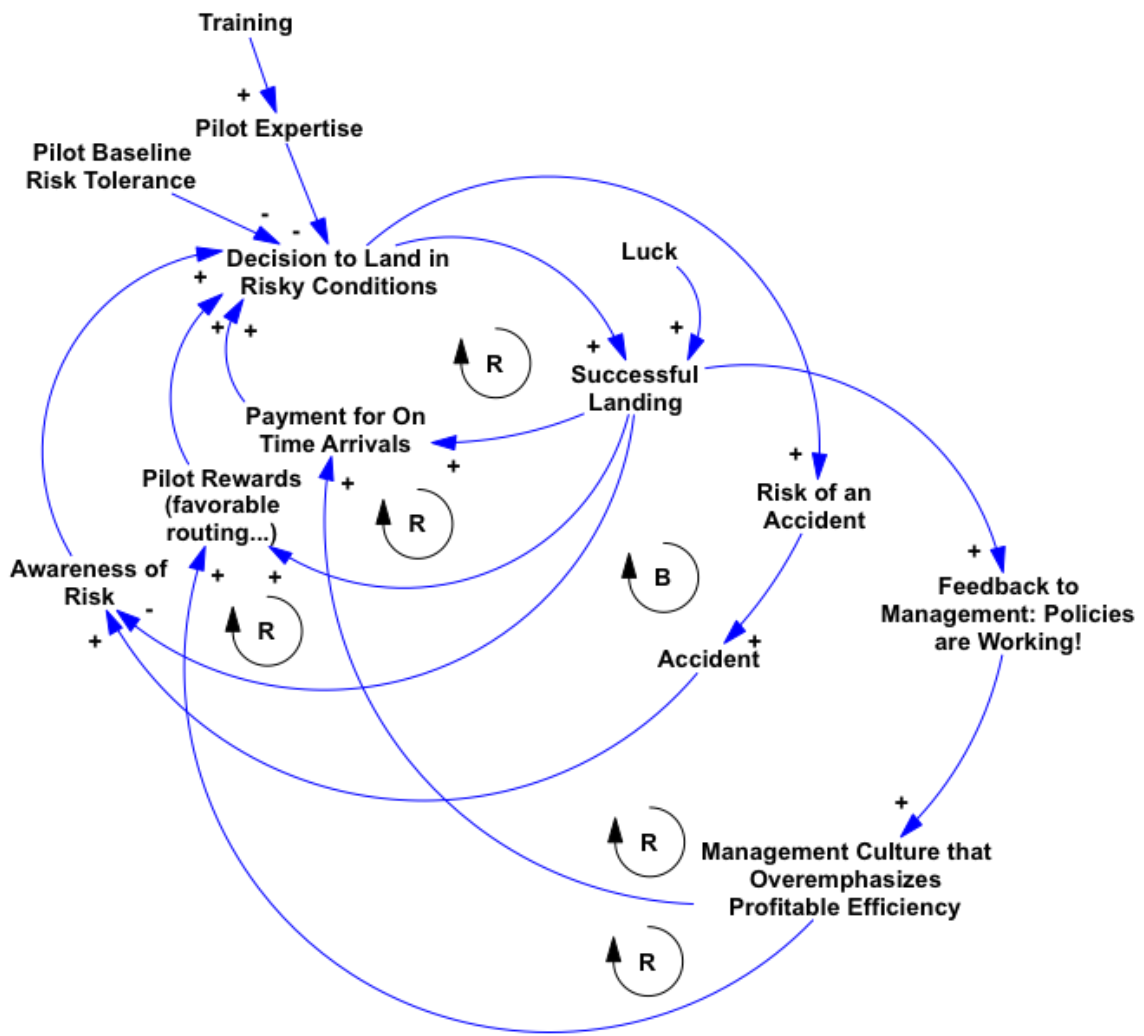 Training
+
Pilot Expertise
Pilot Baseline
Risk Tolerance
-
-
Decision to Land in
Risky Conditions
+
+
+
Luck
+
+
R
Successful
Landing
Payment for On
Time Arrivals
+
+
+
Pilot Rewards
(favorable
routing...)
Risk of an
Accident
R
+
Awareness of
Risk
-
+
+
+
R
B
Feedback to
Management: Policies
are Working!
+
Accident
+
R
Management Culture that
Overemphasizes
Profitable Efficiency
R